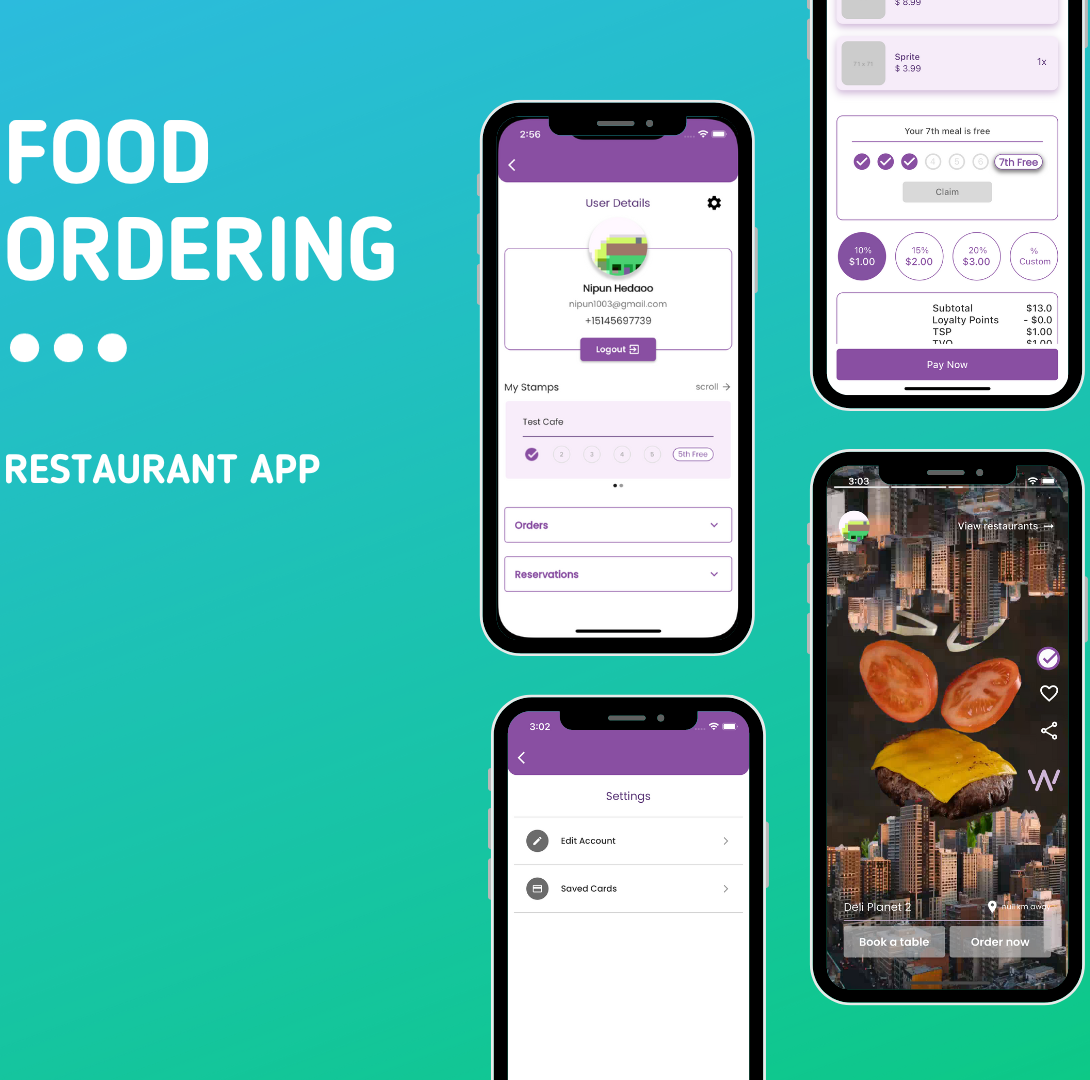 FOOD
ORDERING
RESTAURANT APP
2:56
User Details
Nipun Hedaoo
nipun1003@gmail.com
+15145697739
Logout
My Stamps
scroll →
Test Cafe
2 3 4 5 5th Free
Orders
Reservations
3:02
Settings
Edit Account
Saved Cards
$ 8.99
Sprite
$ 3.99
1x
Your 7th meal is free
4 5 6 7th Free
Claim
10% 15% 20% %
$1.00 $2.00 $3.00 Custom
Subtotal $13.0
Loyalty Points - $0.0
TSP $1.00
TVQ $1.00
Pay Now
3:03
View restaurants →
Deli Planet 2
null km away
Book a table Order now